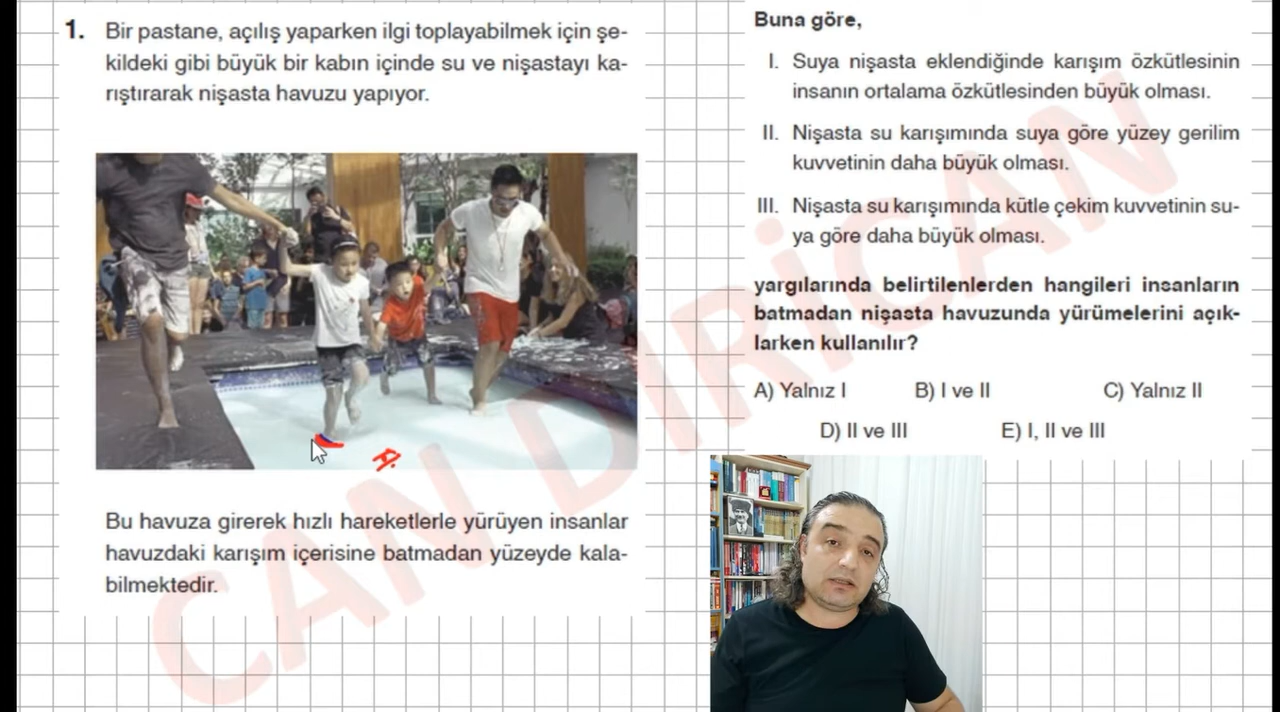 1. Bir pastane, açılış yaparken ilgi toplayabilmek için şe-
kildeki gibi büyük bir kabın içinde su ve nişastayı ka-
rıştırarak nişasta havuzu yapıyor.
Bu havuza girerek hızlı hareketlerle yürüyen insanlar
havuzdaki karışım içerisine batmadan yüzeyde kala-
bilmektedir.
Buna göre,
I. Suya nişasta eklendiğinde karışım özkütlesinin
insanın ortalama özkütlesinden büyük olması.
II. Nişasta su karışımında suya göre yüzey gerilim
kuvvetinin daha büyük olması.
III. Nişasta su karışımında kütle çekim kuvvetinin su-
ya göre daha büyük olması.
yargılarında belirtilenlerden hangileri insanların
batmadan nişasta havuzunda yürümelerini açık-
larken kullanılır?
A) Yalnız I B) I ve II C) Yalnız II
D) II ve III E) I, II ve III
CAN DİRİCAN